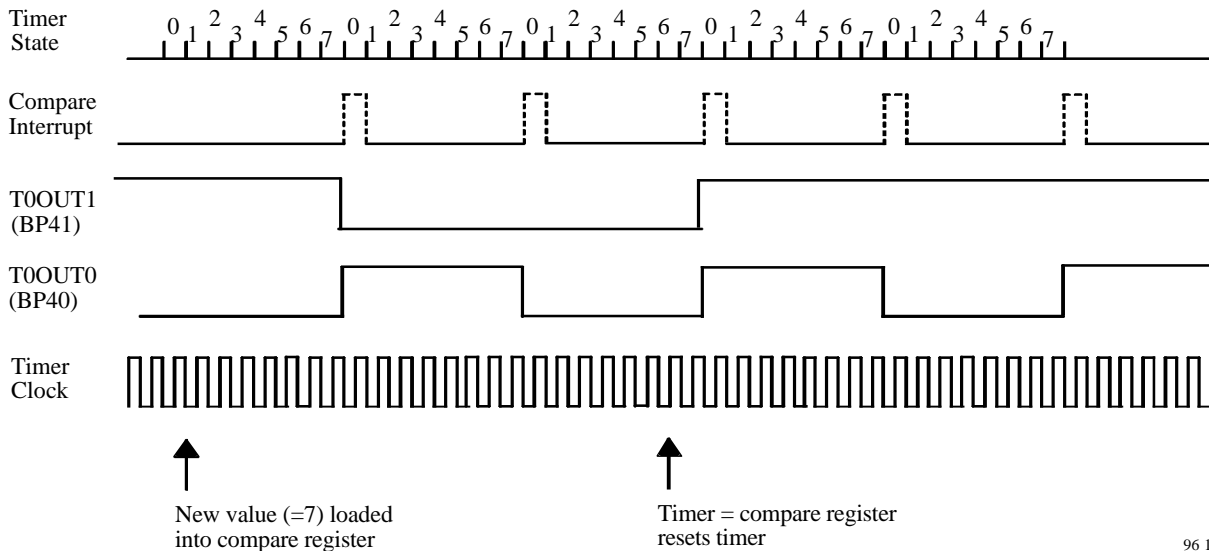 Timer
State
0 1 2 3 4 5 6 7 0 1 2 3 4 5 6 7 0 1 2 3 4 5 6 7 0 1 2 3 4 5 6 7 0 1 2 3 4 5 6 7
Compare
Interrupt
T0OUT1
(BP41)
T0OUT0
(BP40)
Timer
Clock
New value (=7) loaded
into compare register
Timer = compare register
resets timer
96 1